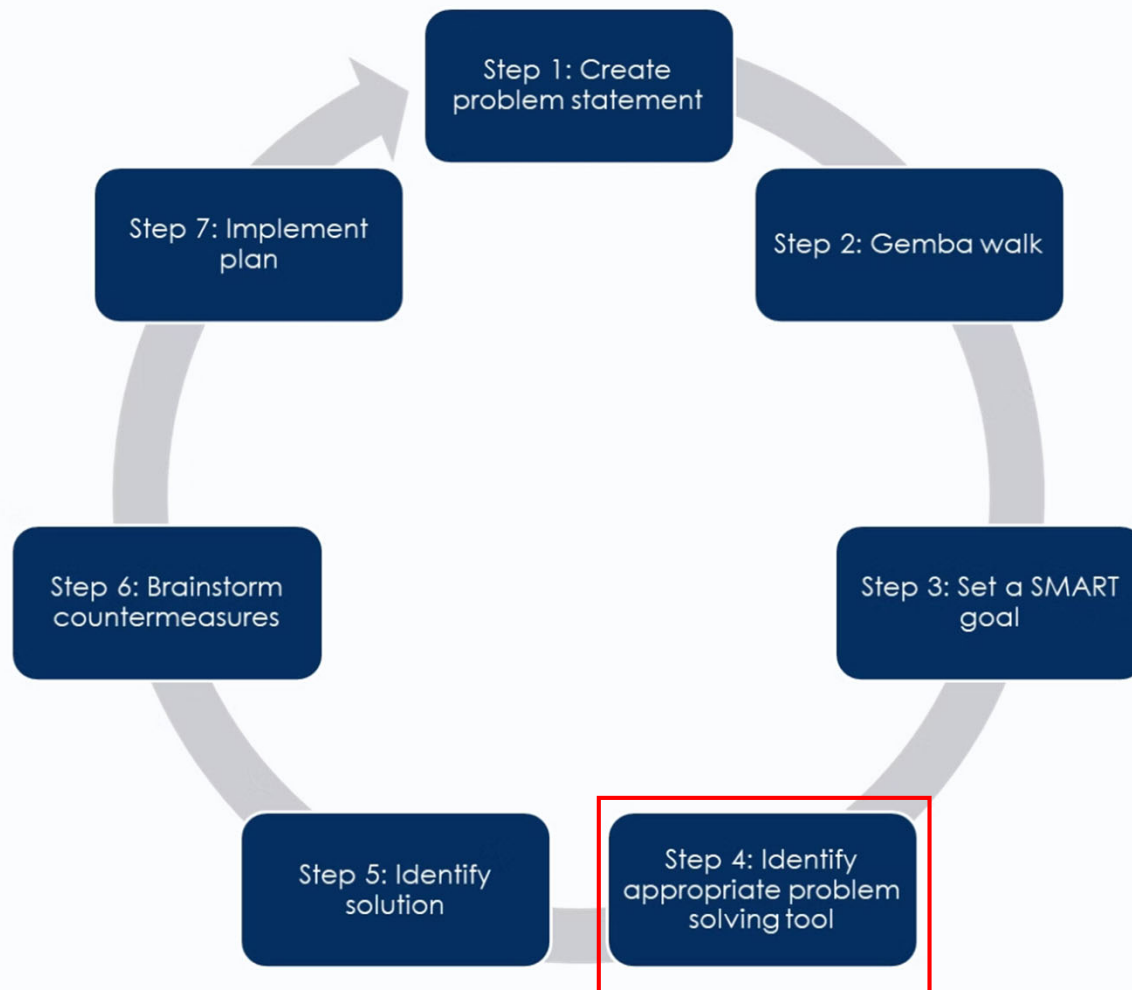 Step 1: Create
problem statement
Step 2: Gemba walk
Step 3: Set a SMART
goal
Step 4: Identify
appropriate problem
solving tool
Step 5: Identify
solution
Step 6: Brainstorm
countermeasures
Step 7: Implement
plan